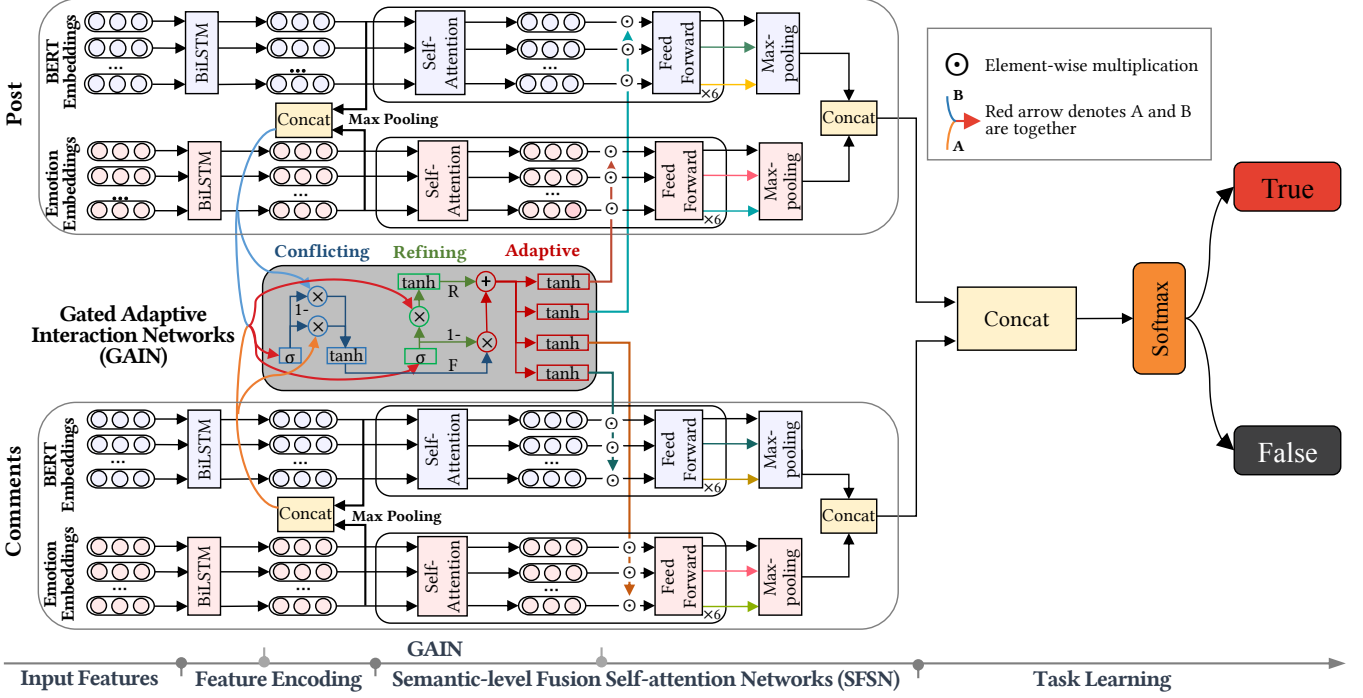 Post
BERT
Embeddings
...
BiLSTM
...
Self-
Attention
...
Feed
Forward
×6
Max-
pooling
Concat
Max Pooling
Concat
Emotion
Embeddings
...
BiLSTM
...
Self-
Attention
...
Feed
Forward
×6
Max-
pooling
Element-wise multiplication
B
A
Red arrow denotes A and B
are together
Gated Adaptive
Interaction Networks
(GAIN)
Conflicting
Refining
Adaptive
×
1-
×
σ
tanh
tanh
R
+
×
1-
×
σ
F
tanh
tanh
tanh
tanh
Comments
BERT
Embeddings
...
BiLSTM
...
Self-
Attention
...
Feed
Forward
×6
Max-
pooling
Concat
Max Pooling
Concat
Emotion
Embeddings
...
BiLSTM
...
Self-
Attention
...
Feed
Forward
×6
Max-
pooling
Concat
Softmax
True
False
GAIN
Input Features
Feature Encoding
Semantic-level Fusion Self-attention Networks (SFSN)
Task Learning